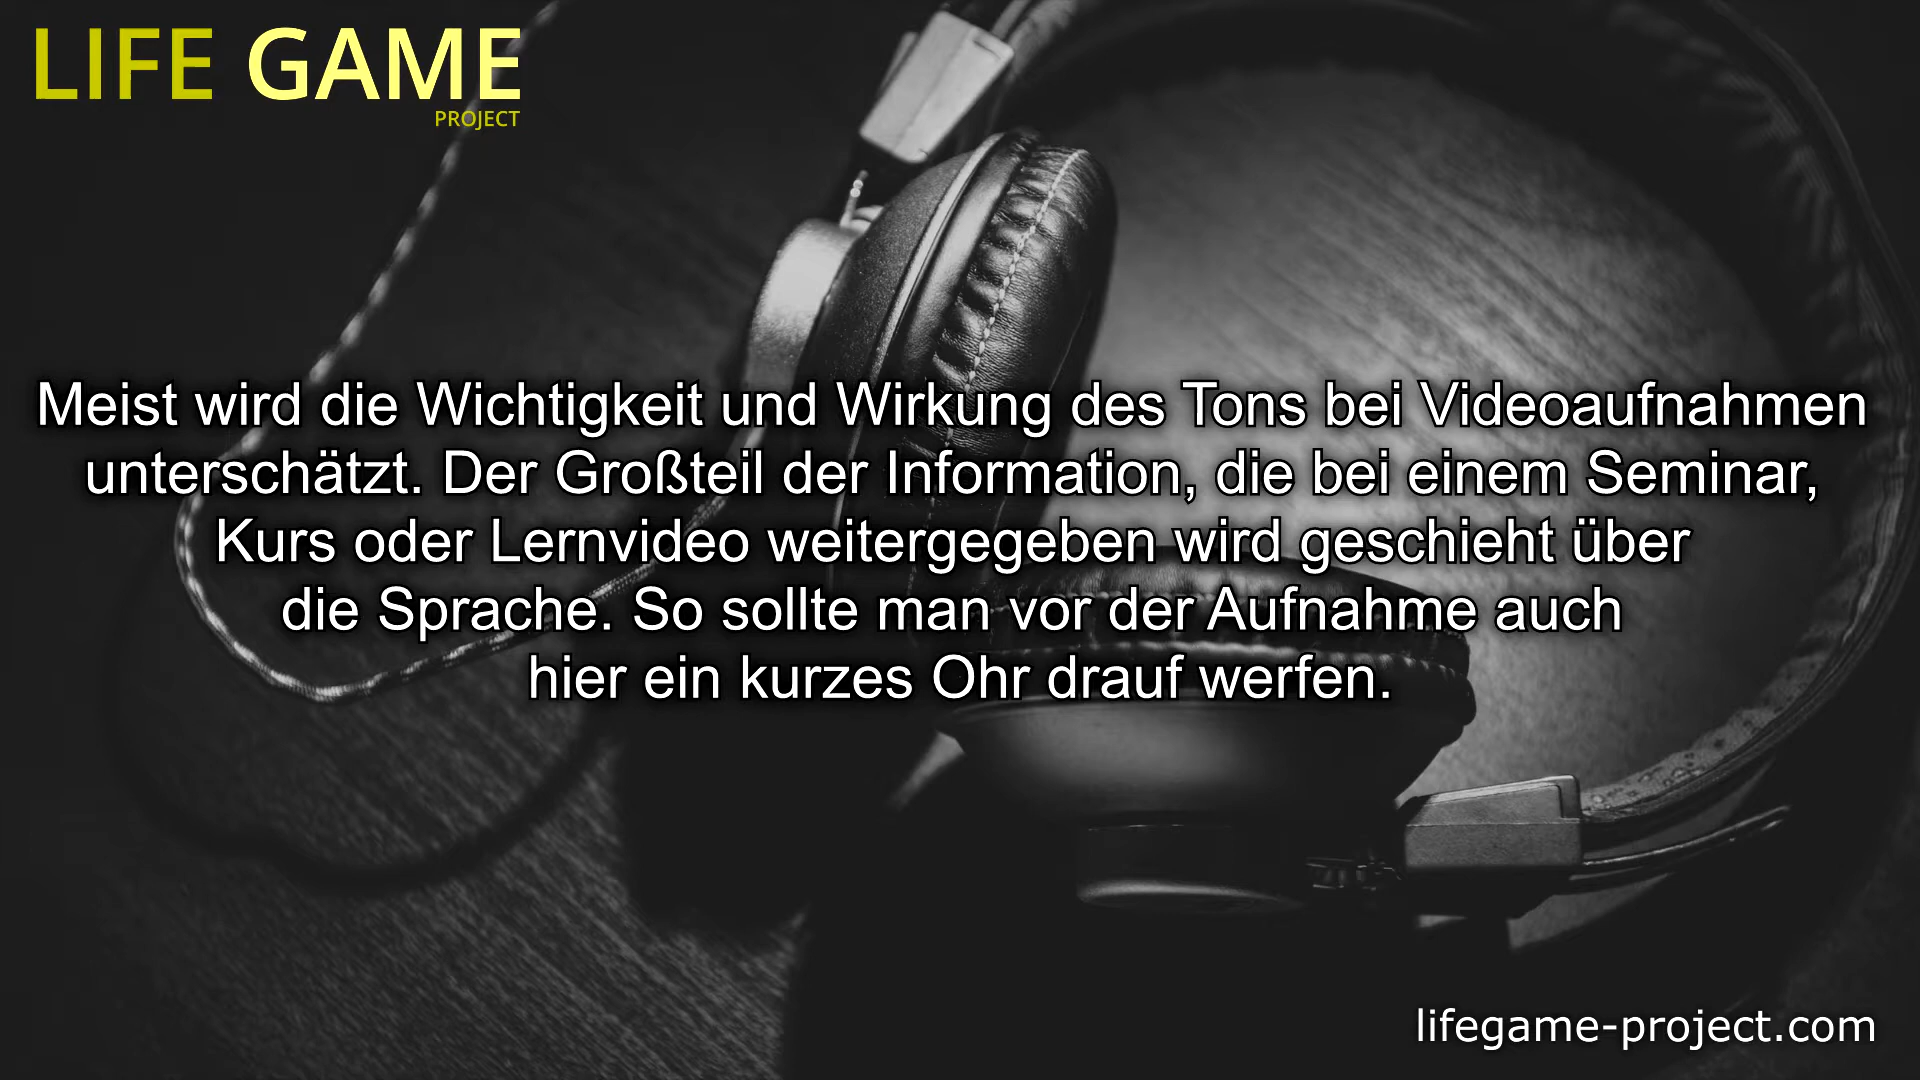 LIFE GAME
PROJECT
Meist wird die Wichtigkeit und Wirkung des Tons bei Videoaufnahmen
unterschätzt. Der Großteil der Information, die bei einem Seminar,
Kurs oder Lernvideo weitergegeben wird geschieht über
die Sprache. So sollte man vor der Aufnahme auch
hier ein kurzes Ohr drauf werfen.
lifegame-project.com